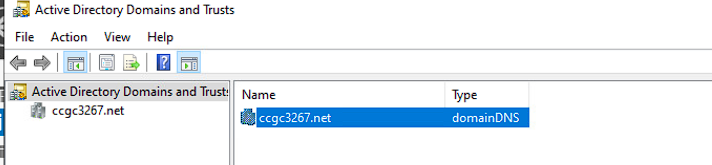 Active Directory Domains and Trusts
File Action View Help
Active Directory Domains and Trusts
Name Type
ccgc3267.net
ccgc3267.net domainDNS